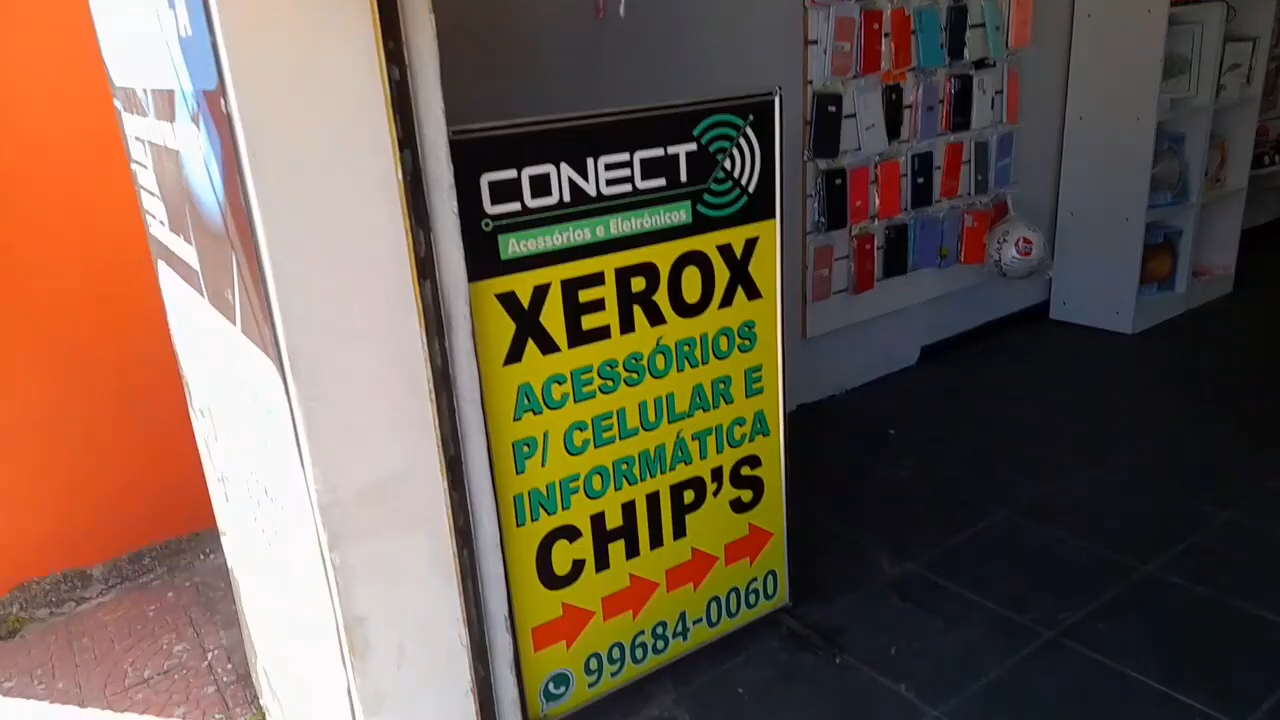 CONECT
Acessórios e Eletrônicos
XEROX
ACESSÓRIOS
P/ CELULAR E
INFORMÁTICA
CHIP'S
99684-0060